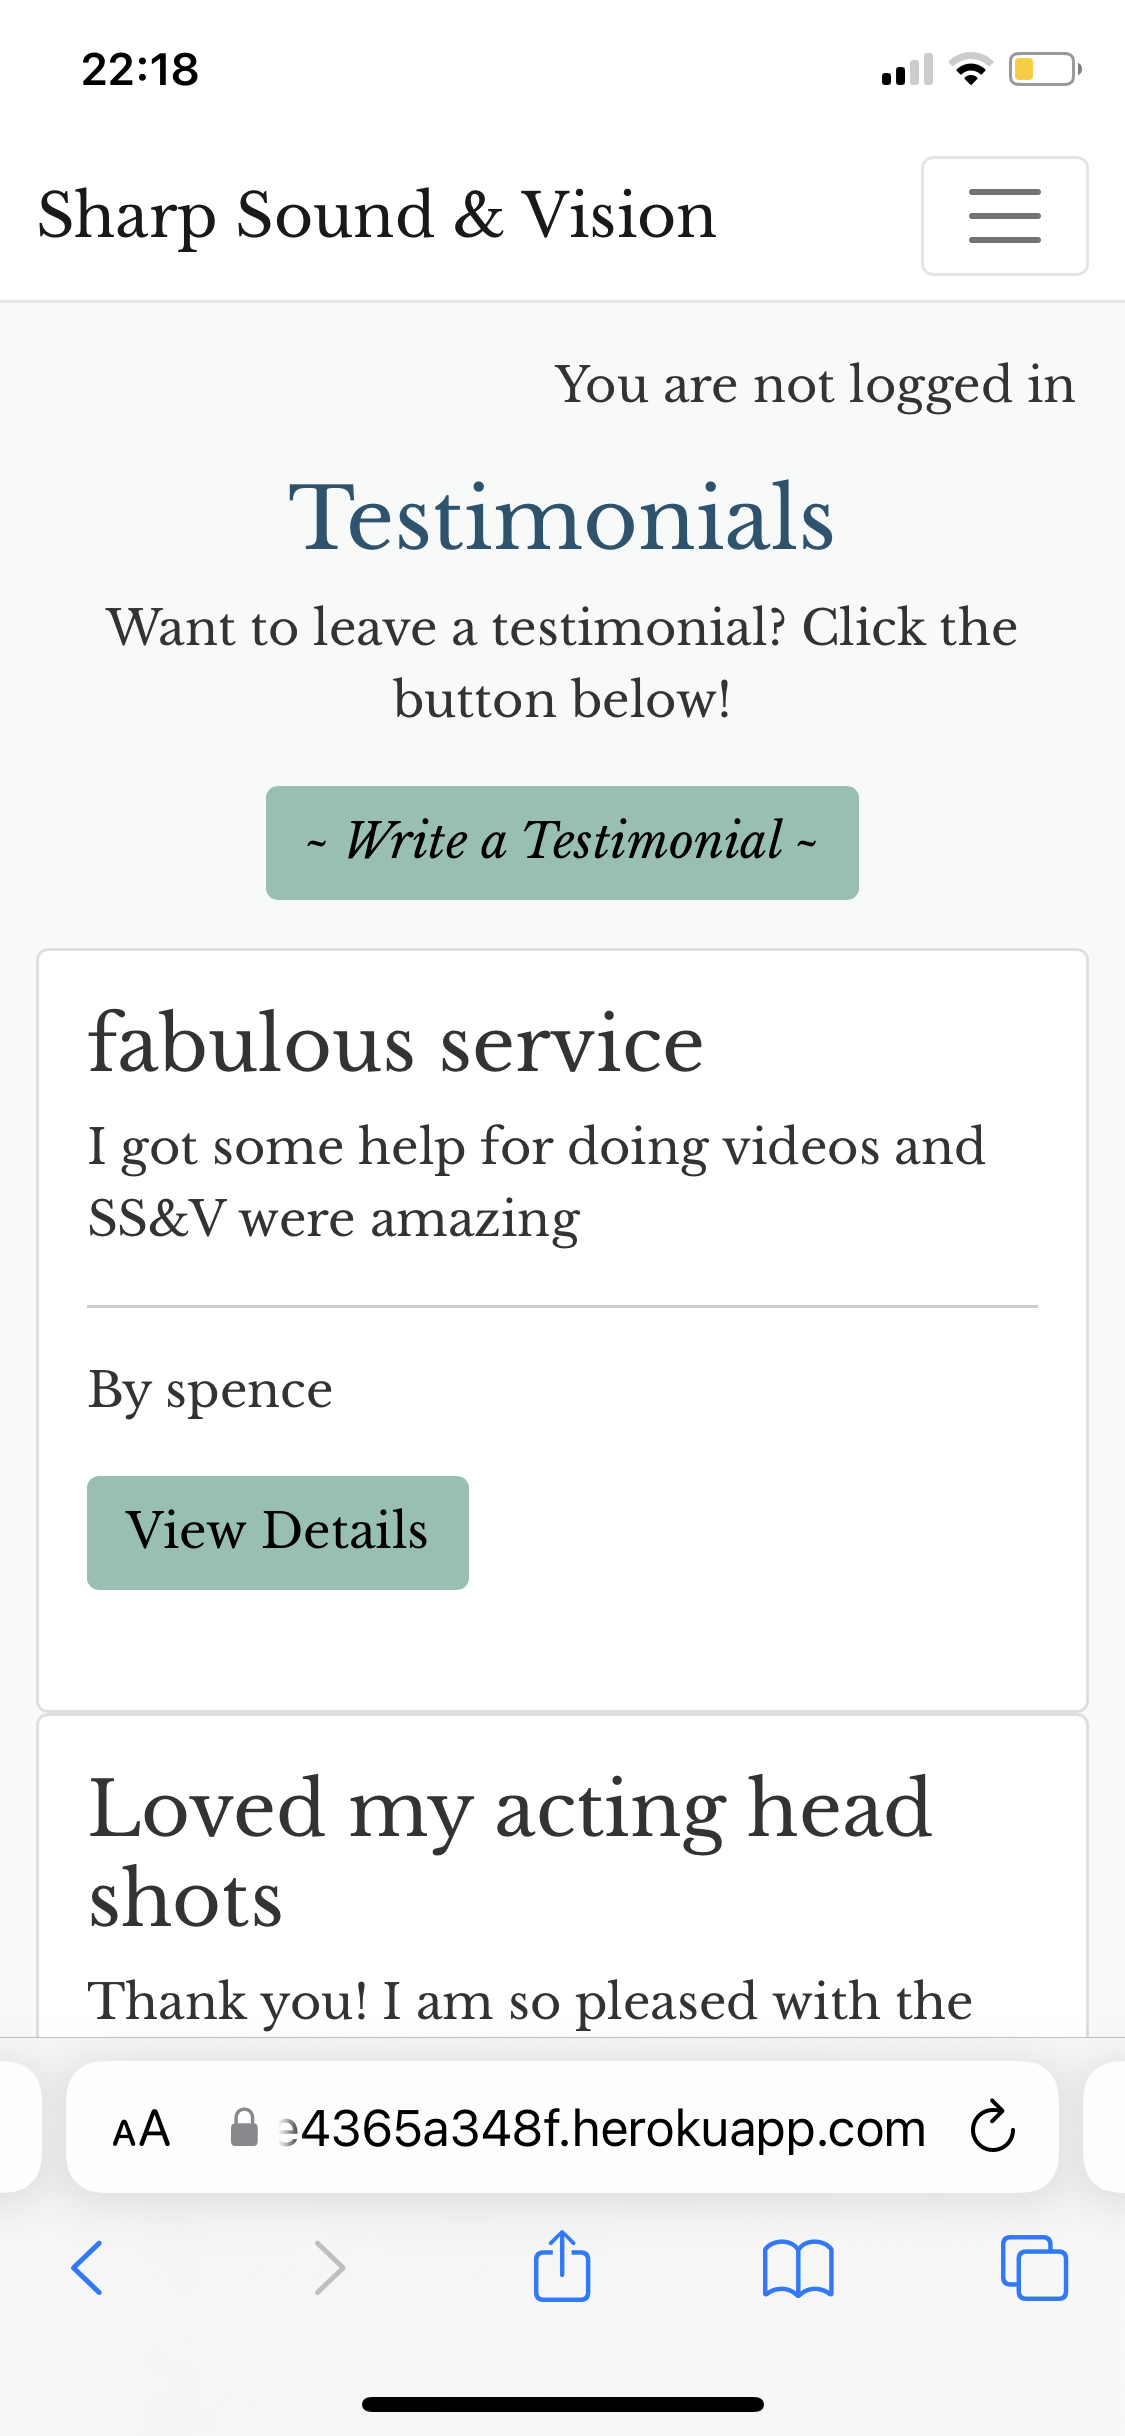 22:18
Sharp Sound & Vision
You are not logged in
Testimonials
Want to leave a testimonial? Click the
button below!
~ Write a Testimonial ~
fabulous service
I got some help for doing videos and
SS&V were amazing
By spence
View Details
Loved my acting head
shots
Thank you! I am so pleased with the
AA e4365a348f.herokuapp.com